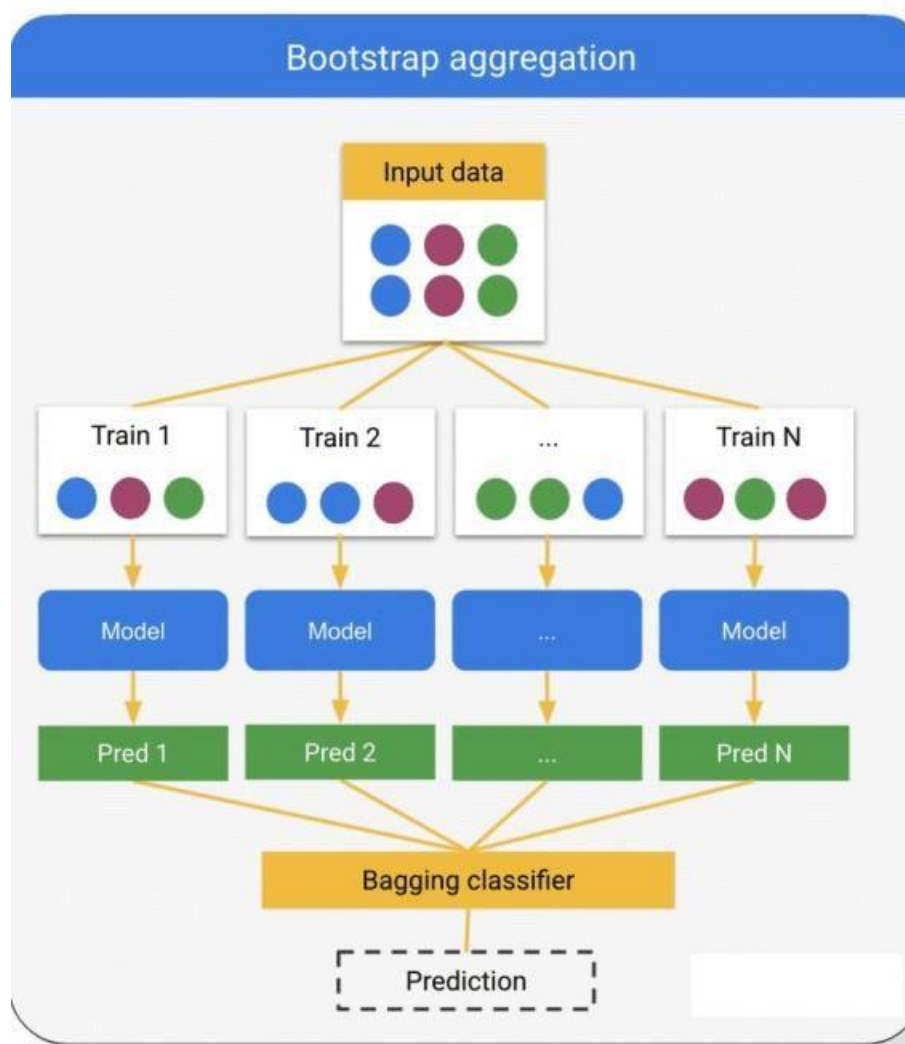 Bootstrap aggregation
Input data
Train 1
Train 2
...
Train N
Model
Model
...
Model
Pred 1
Pred 2
...
Pred N
Bagging classifier
Prediction